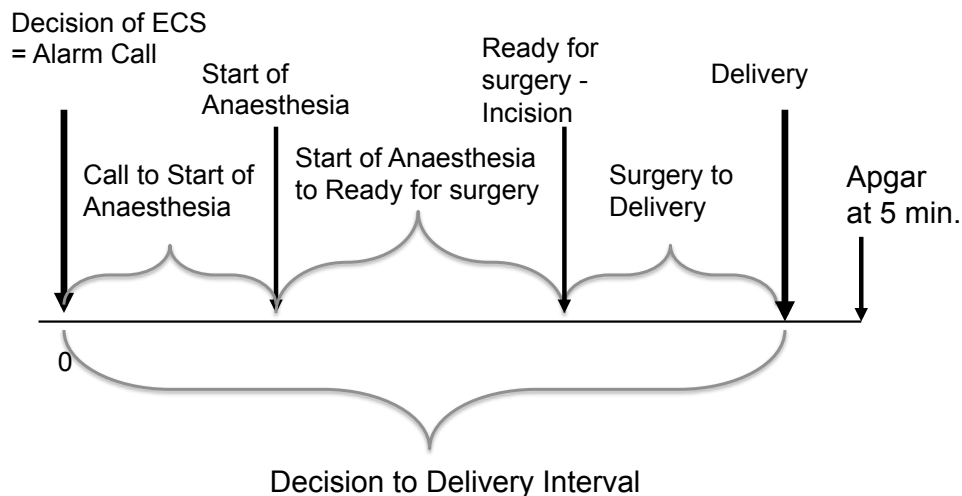 Decision of ECS
= Alarm Call
Start of
Anaesthesia
Ready for
surgery -
Incision
Delivery
Call to Start of
Anaesthesia
Start of Anaesthesia
to Ready for surgery
Surgery to
Delivery
Apgar
at 5 min.
0
Decision to Delivery Interval